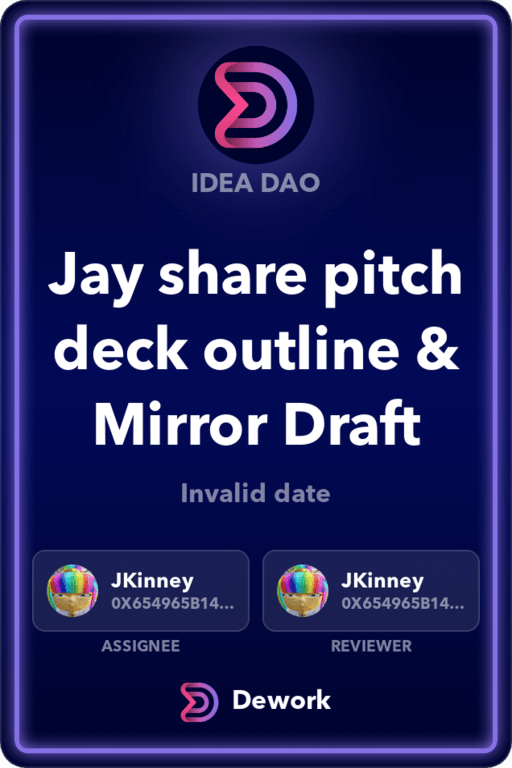 IDEA DAO
Jay share pitch
deck outline &
Mirror Draft
Invalid date
JKinney
0X654965B14...
JKinney
0X654965B14...
ASSIGNEE
REVIEWER
Dework